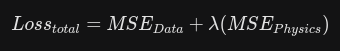 Loss_total = MSE_Data + λ(MSE_Physics)